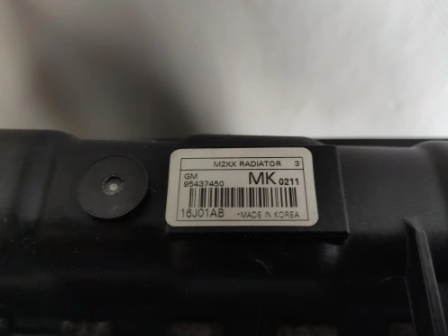 M2XX RADIATOR 3
GM MK 0211
95437450
16J01AB *MADE IN KOREA